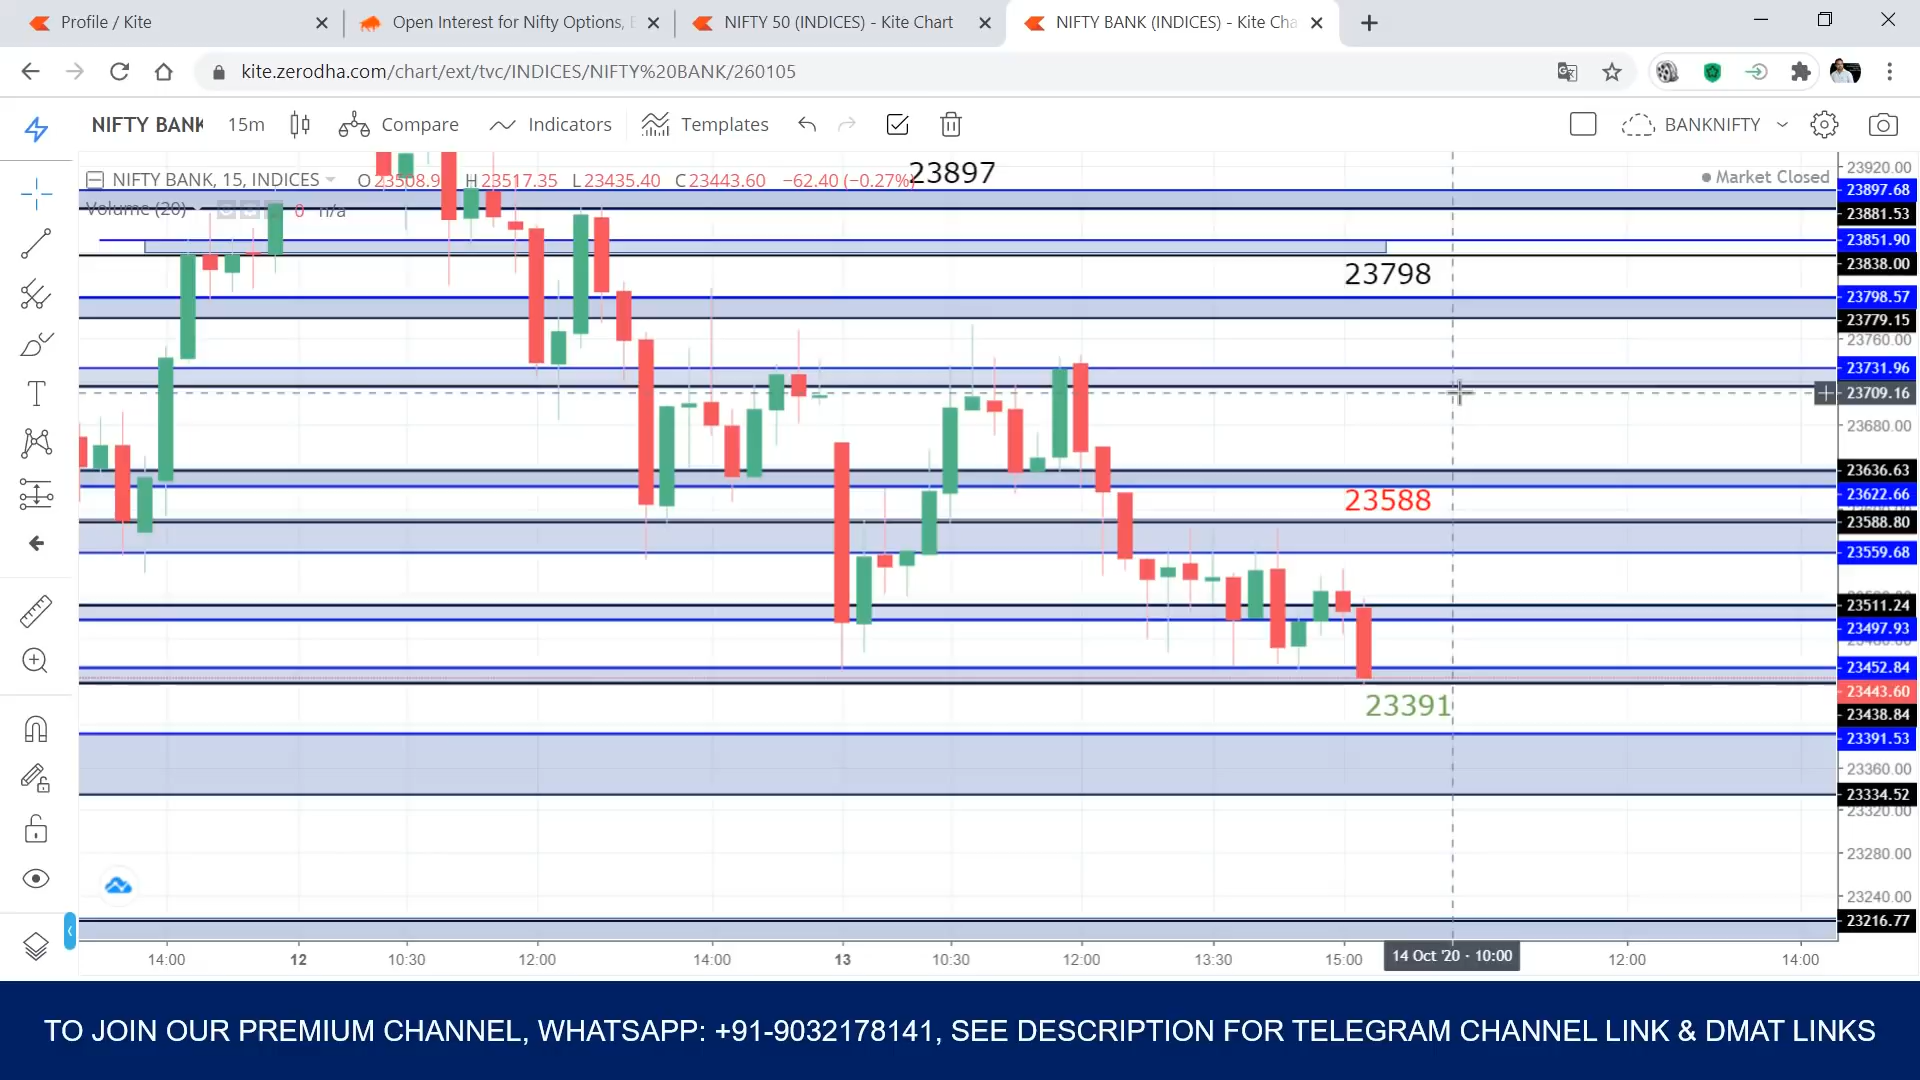 Profile / Kite
Open Interest for Nifty Options,
NIFTY 50 (INDICES) - Kite Chart
NIFTY BANK (INDICES) - Kite Cha
kite.zerodha.com/chart/ext/tvc/INDICES/NIFTY%20BANK/260105
NIFTY BANK
15m
Compare
Indicators
Templates
BANKNIFTY
NIFTY BANK, 15, INDICES
O 23508.9 H 23517.35 L 23435.40 C 23443.60 −62.40 (−0.27%)
23897
Market Closed
Volume (20)
0 n/a
23798
23588
23391
23920.00
23897.68
23881.53
23851.90
23838.00
23798.57
23779.15
23760.00
23731.96
23709.16
23680.00
23636.63
23622.66
23588.80
23559.68
23511.24
23497.93
23452.84
23443.60
23438.84
23391.53
23360.00
23334.52
23320.00
23280.00
23240.00
23216.77
14:00 12 10:30 12:00 14:00 13 10:30 12:00 13:30 15:00 14 Oct '20 - 10:00 12:00 14:00
TO JOIN OUR PREMIUM CHANNEL, WHATSAPP: +91-9032178141, SEE DESCRIPTION FOR TELEGRAM CHANNEL LINK & DMAT LINKS